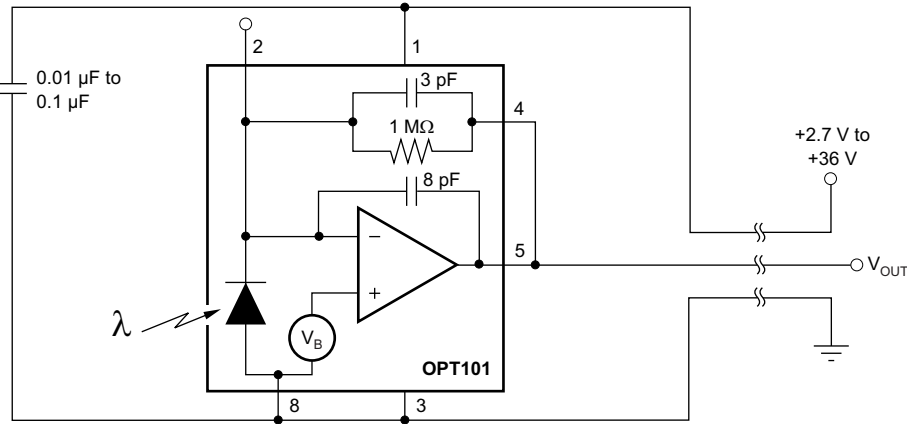 2
1
0.01 µF to
0.1 µF
3 pF
4
1 MΩ
+2.7 V to
+36 V
8 pF
−
5
V_OUT
+
λ
V_B
OPT101
8
3